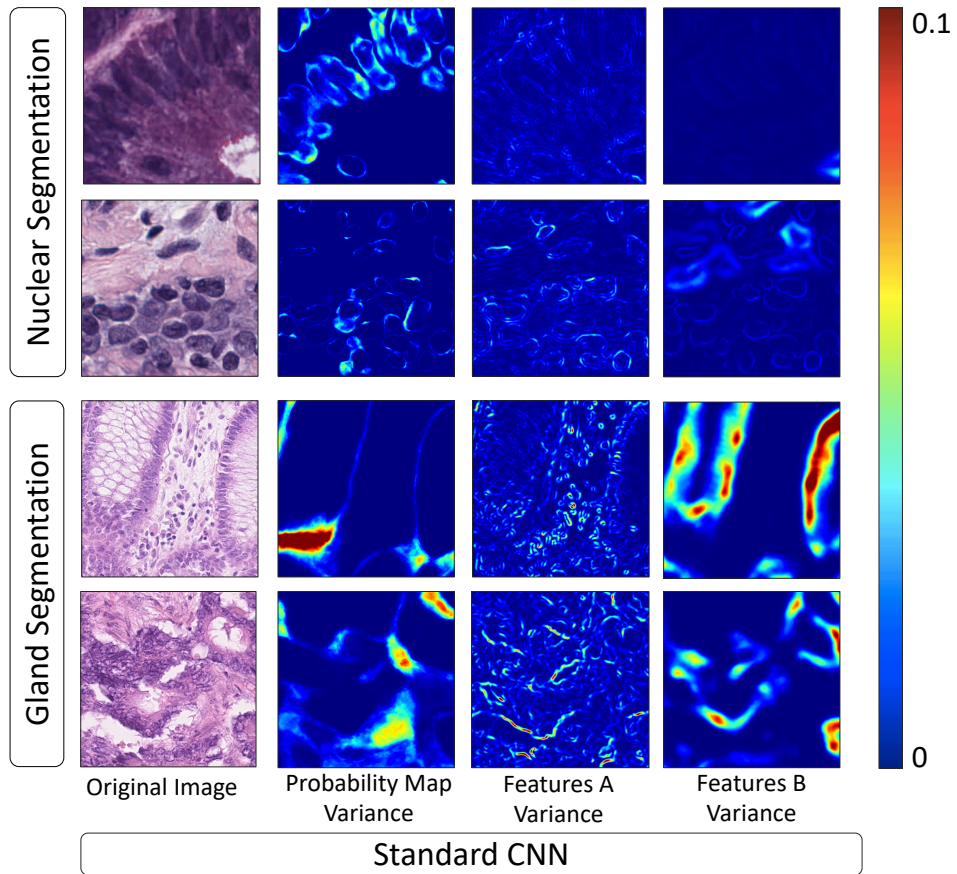 Nuclear Segmentation
Gland Segmentation
0.1
0
Original Image
Probability Map
Variance
Features A
Variance
Features B
Variance
Standard CNN